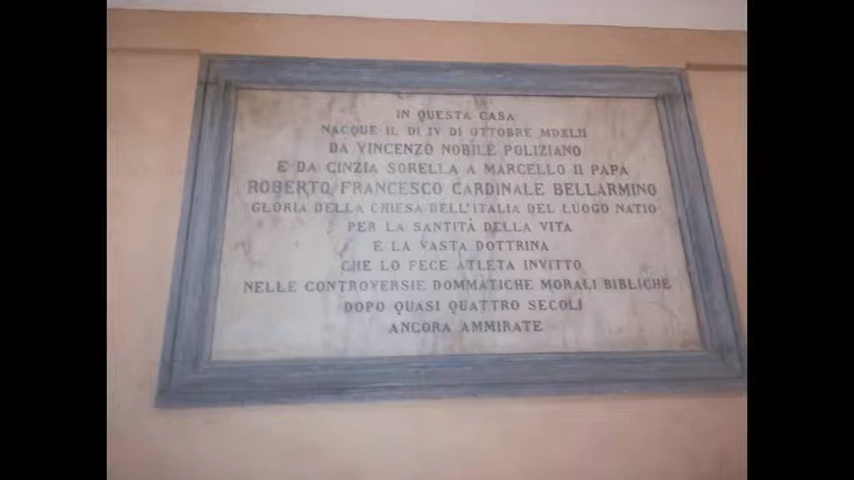 IN QUESTA CASA
NACQUE IL DI IV DI OTTOBRE MDXLII
DA VINCENZO NOBILE POLIZIANO
E DA CINZIA SORELLA A MARCELLO II PAPA
ROBERTO FRANCESCO CARDINALE BELLARMINO
GLORIA DELLA CHIESA DELL'ITALIA DEL LUOGO NATIO
PER LA SANTITÀ DELLA VITA
E LA VASTA DOTTRINA
CHE LO FECE ATLETA INVITTO
NELLE CONTROVERSIE DOMMATICHE MORALI BIBLICHE
DOPO QUASI QUATTRO SECOLI
ANCORA AMMIRATE